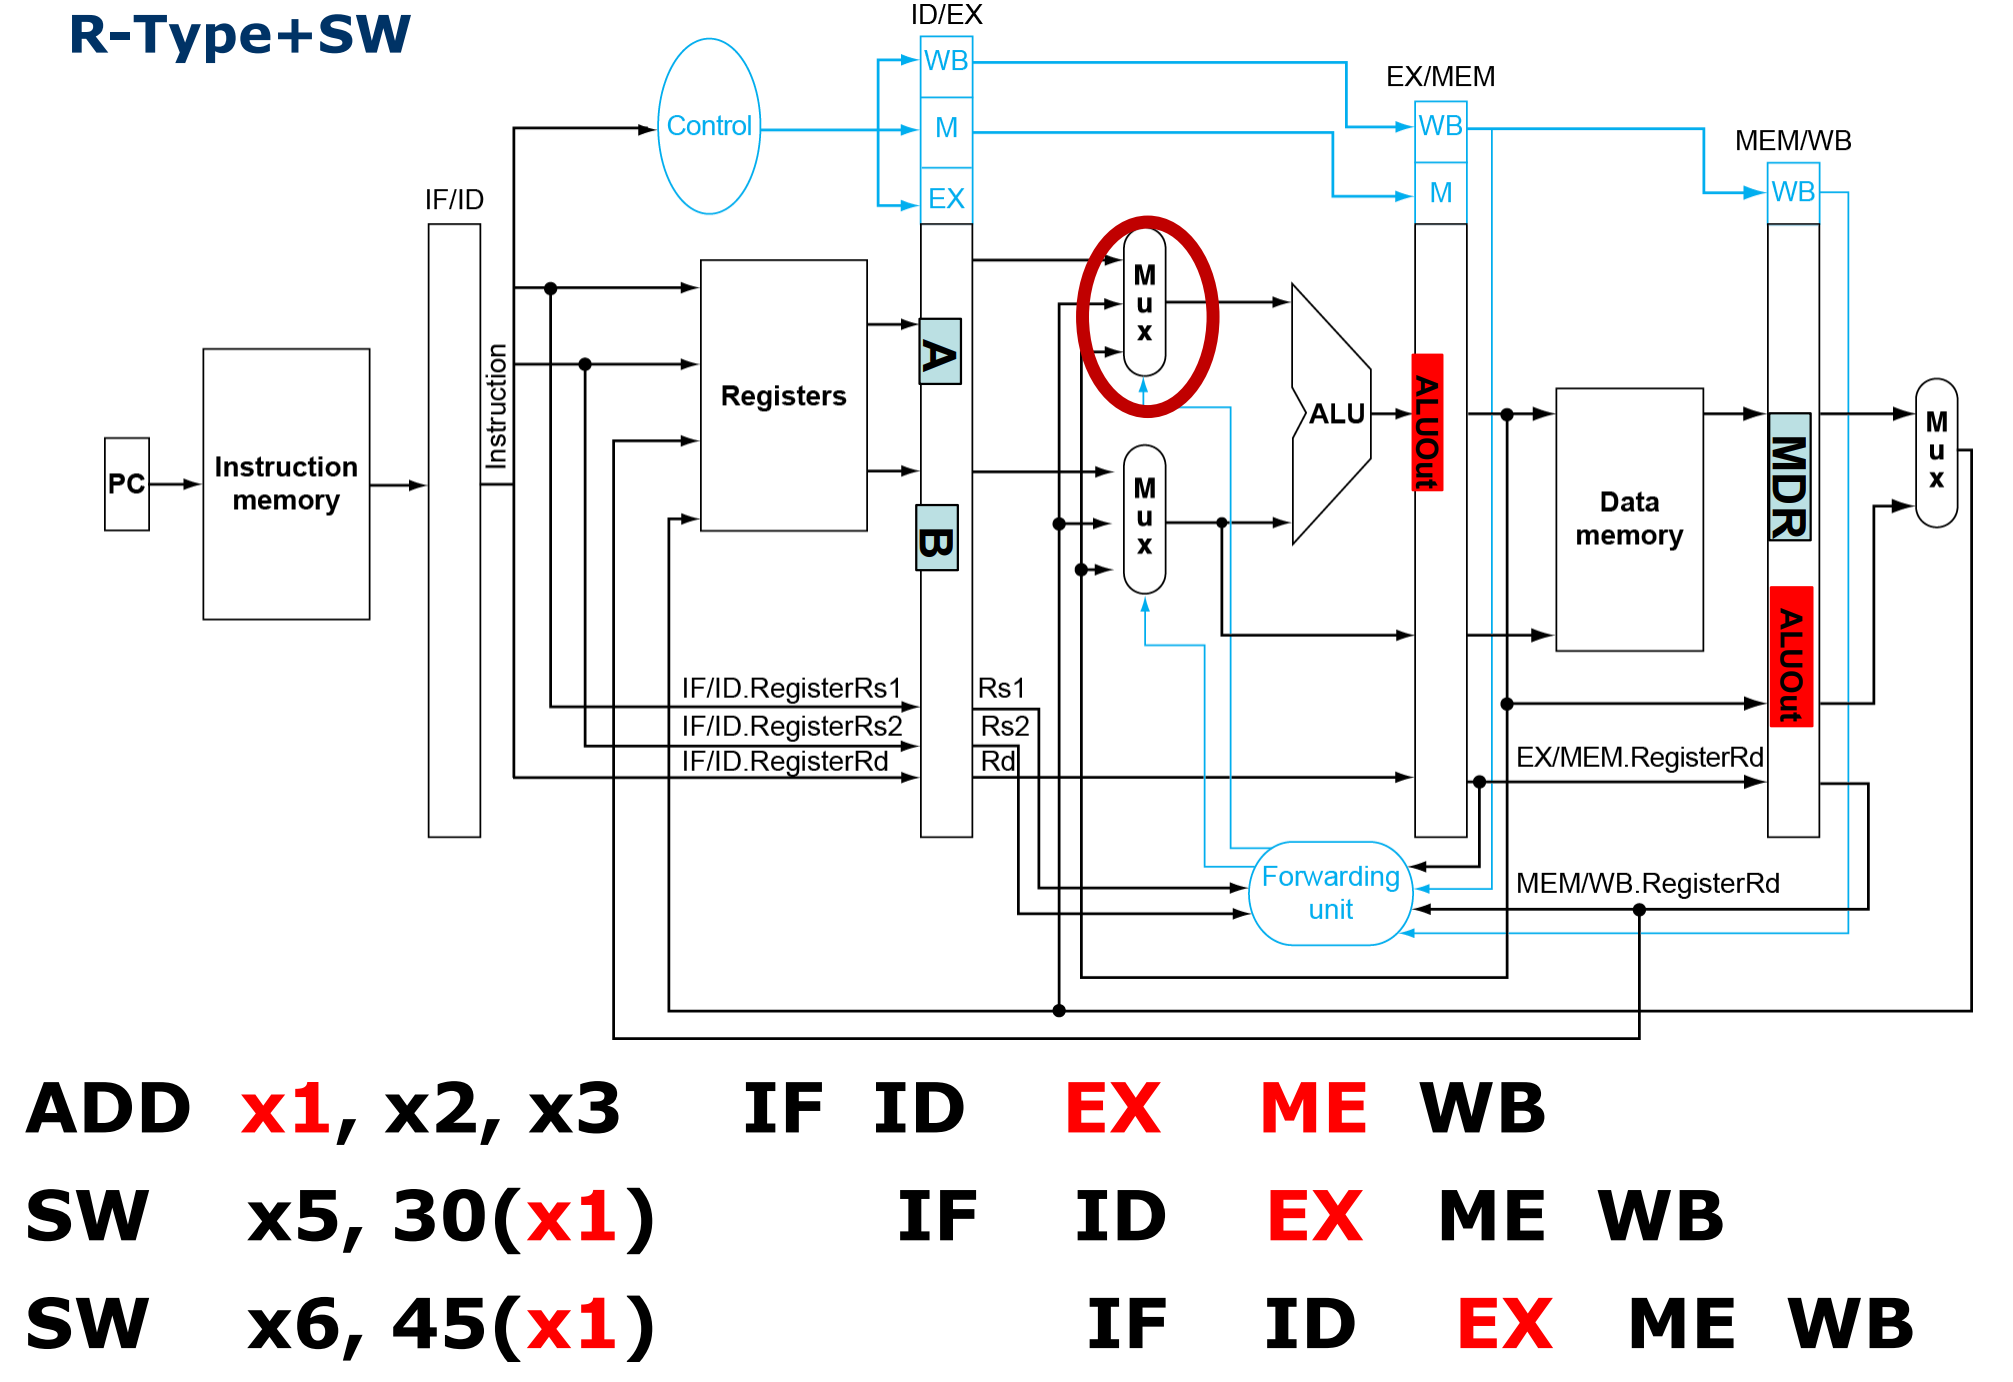 R-Type+SW
ID/EX
WB
M
EX
Control
EX/MEM
WB
M
MEM/WB
WB
IF/ID
Instruction
PC
Instruction
memory
Registers
A
B
M
u
x
M
u
x
ALU
ALUOut
Data
memory
MDR
ALUOut
M
u
x
IF/ID.RegisterRs1
Rs1
IF/ID.RegisterRs2
Rs2
IF/ID.RegisterRd
Rd
EX/MEM.RegisterRd
Forwarding
unit
MEM/WB.RegisterRd
ADD x1, x2, x3 IF ID EX ME WB
SW x5, 30(x1) IF ID EX ME WB
SW x6, 45(x1) IF ID EX ME WB